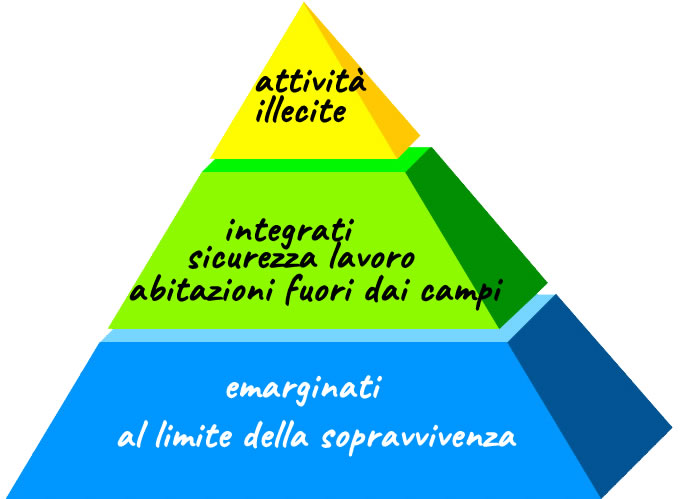 attività
illecite
integrati
sicurezza lavoro
abitazioni fuori dai campi
emarginati
al limite della sopravvivenza